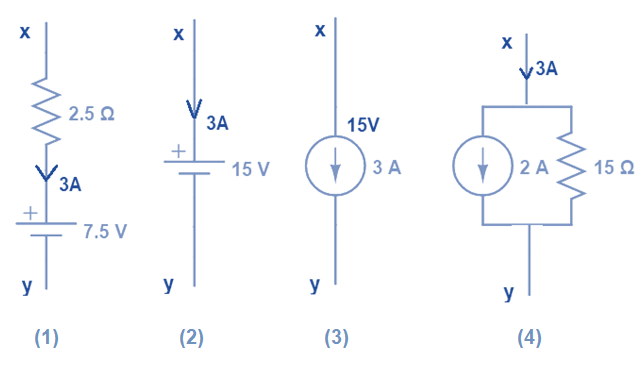 x
2.5 Ω
3A
+
7.5 V
y
(1)
x
3A
+
15 V
y
(2)
x
15V
3 A
y
(3)
x
3A
2 A
15 Ω
y
(4)